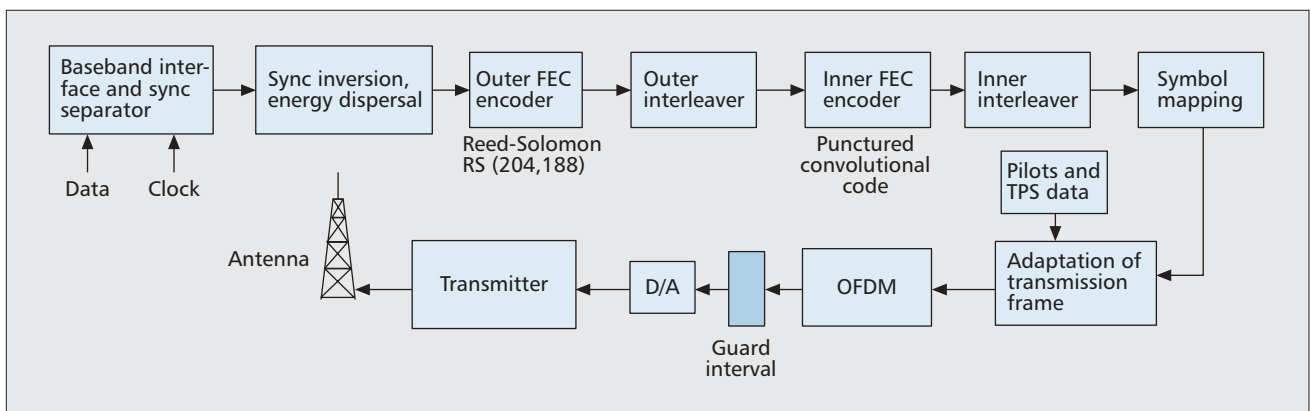 Baseband inter-
face and sync
separator
Sync inversion,
energy dispersal
Outer FEC
encoder
Outer
interleaver
Inner FEC
encoder
Inner
interleaver
Symbol
mapping
Reed-Solomon
RS (204,188)
Punctured
convolutional
code
Data
Clock
Pilots and
TPS data
Antenna
Transmitter
D/A
OFDM
Adaptation of
transmission
frame
Guard
interval